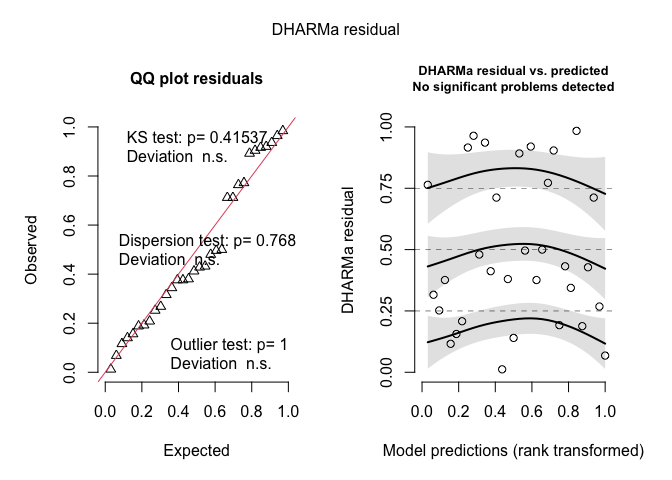 DHARMa residual
QQ plot residuals
KS test: p= 0.41537
Deviation n.s.
Dispersion test: p= 0.768
Deviation n.s.
Outlier test: p= 1
Deviation n.s.
Observed
0.0 0.2 0.4 0.6 0.8 1.0
0.0 0.2 0.4 0.6 0.8 1.0
Expected
DHARMa residual vs. predicted
No significant problems detected
DHARMa residual
0.00 0.25 0.50 0.75 1.00
0.0 0.2 0.4 0.6 0.8 1.0
Model predictions (rank transformed)